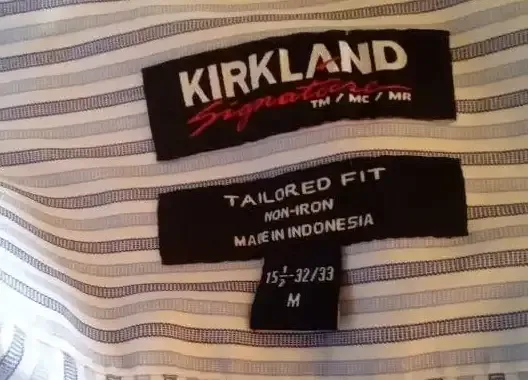 KIRKLAND
Signature
TM / MC / MR
TAILORED FIT
NON-IRON
MADE IN INDONESIA
15½-32/33
M